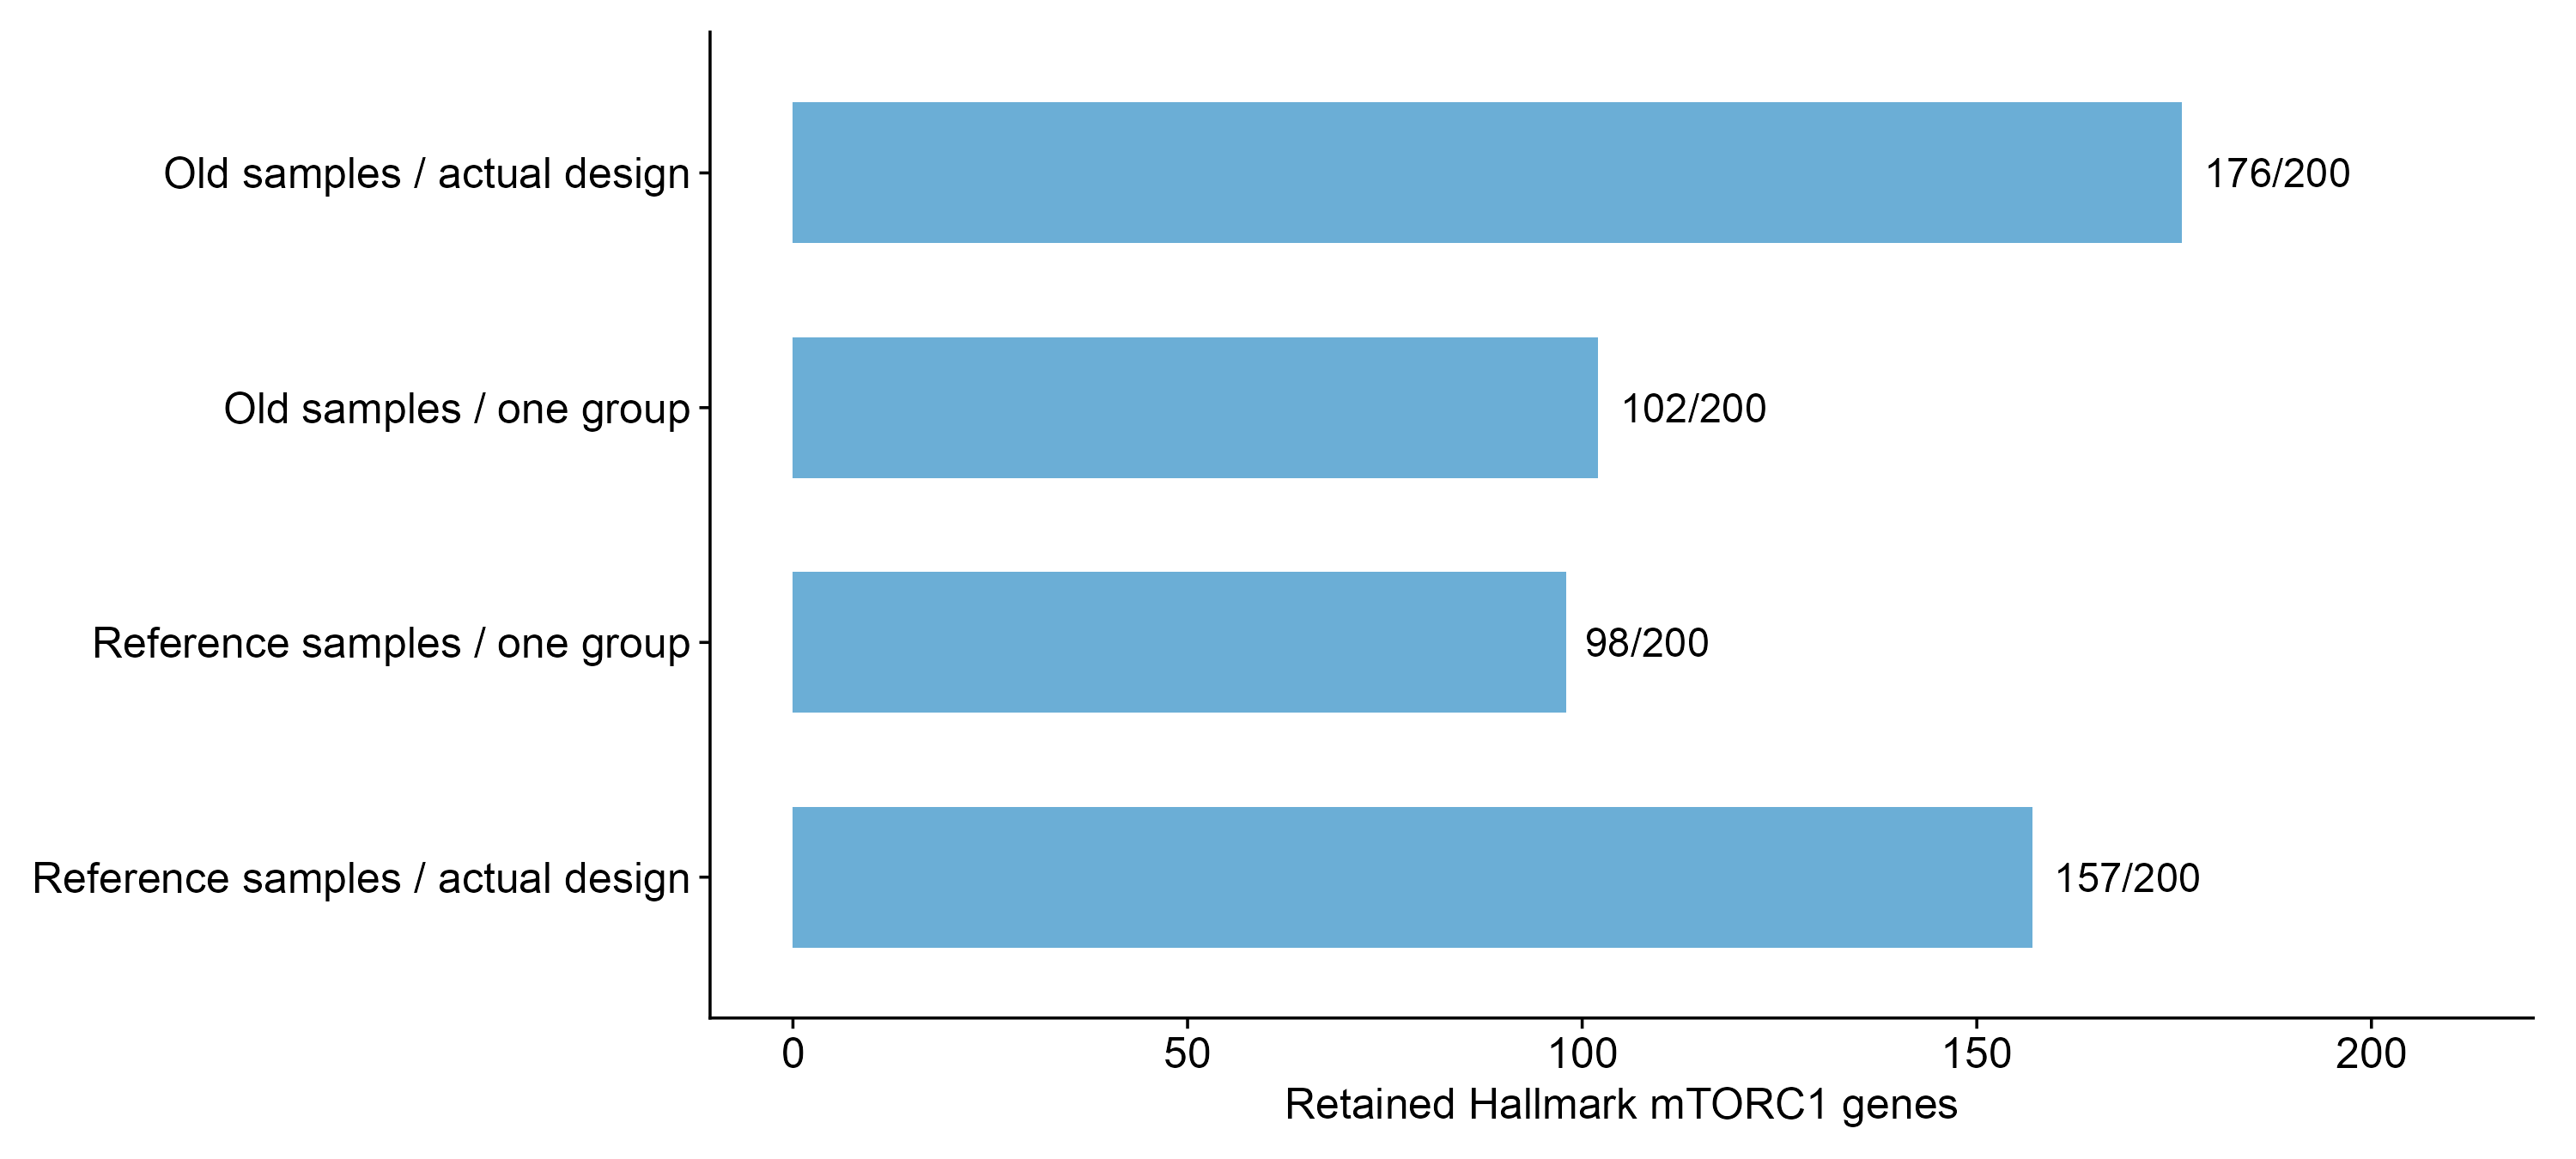 Old samples / actual design
176/200
Old samples / one group
102/200
Reference samples / one group
98/200
Reference samples / actual design
157/200
0 50 100 150 200
Retained Hallmark mTORC1 genes